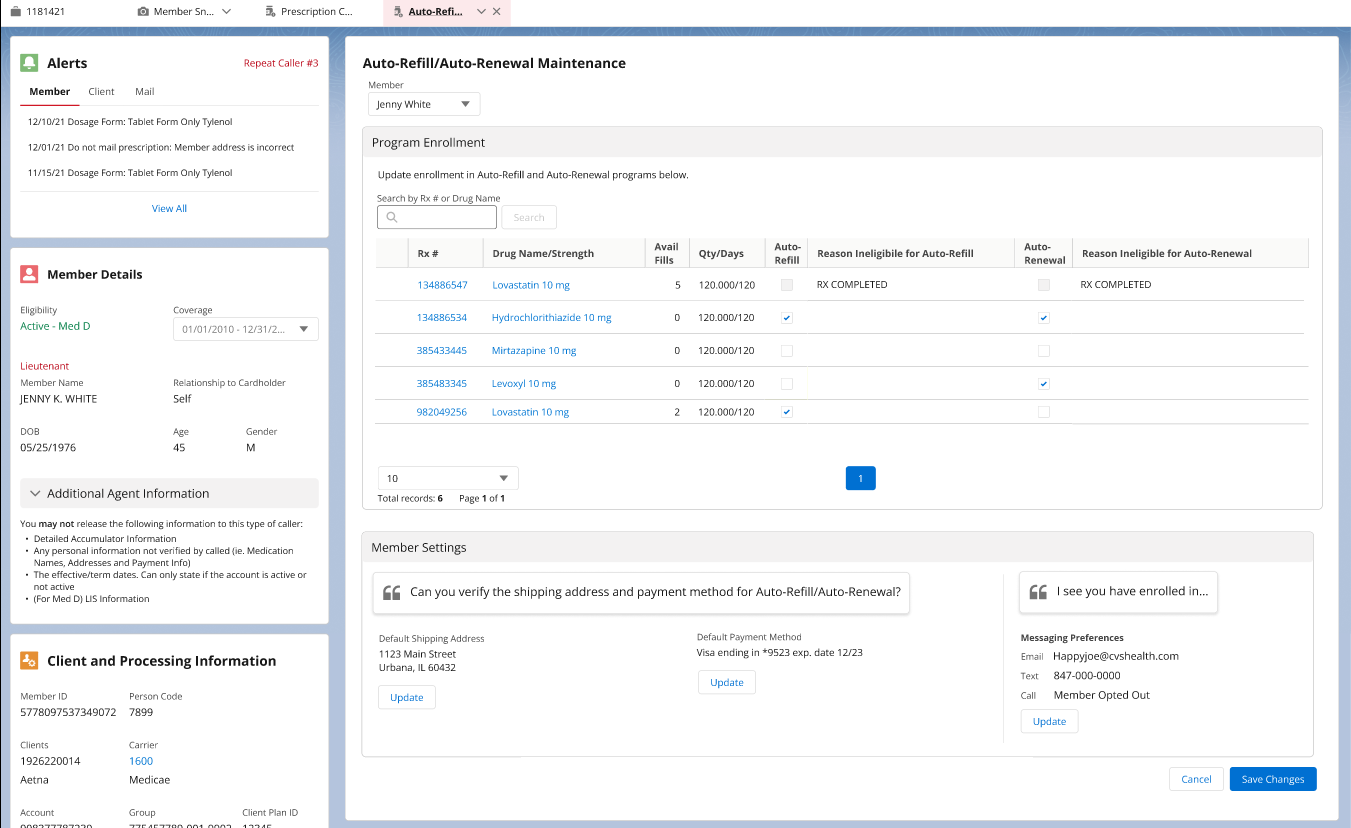 1181421
Member Sn...
Prescription C...
Auto-Refi...
Alerts
Repeat Caller #3
Member Client Mail
12/10/21 Dosage Form: Tablet Form Only Tylenol
12/01/21 Do not mail prescription: Member address is incorrect
11/15/21 Dosage Form: Tablet Form Only Tylenol
View All
Member Details
Eligibility Coverage
Active - Med D 01/01/2010 - 12/31/2...
Lieutenant
Member Name Relationship to Cardholder
JENNY K. WHITE Self
DOB Age Gender
05/25/1976 45 M
Additional Agent Information
You may not release the following information to this type of caller:
• Detailed Accumulator Information
• Any personal information not verified by called (ie. Medication
Names, Addresses and Payment Info)
• The effective/term dates. Can only state if the account is active or
not active
• (For Med D) LIS Information
Client and Processing Information
Member ID Person Code
5778097537349072 7899
Clients Carrier
1926220014 1600
Aetna Medicae
Account Group Client Plan ID
Auto-Refill/Auto-Renewal Maintenance
Member
Jenny White
Program Enrollment
Update enrollment in Auto-Refill and Auto-Renewal programs below.
Search by Rx # or Drug Name
Search
Rx # Drug Name/Strength Avail Fills Qty/Days Auto-Refill Reason Ineligibile for Auto-Refill Auto-Renewal Reason Ineligible for Auto-Renewal
134886547 Lovastatin 10 mg 5 120.000/120 RX COMPLETED RX COMPLETED
134886534 Hydrochlorithiazide 10 mg 0 120.000/120
385433445 Mirtazapine 10 mg 0 120.000/120
385483345 Levoxyl 10 mg 0 120.000/120
982049256 Lovastatin 10 mg 2 120.000/120
10
1
Total records: 6 Page 1 of 1
Member Settings
Can you verify the shipping address and payment method for Auto-Refill/Auto-Renewal?
Default Shipping Address
1123 Main Street
Urbana, IL 60432
Update
Default Payment Method
Visa ending in *9523 exp. date 12/23
Update
I see you have enrolled in...
Messaging Preferences
Email Happyjoe@cvshealth.com
Text 847-000-0000
Call Member Opted Out
Update
Cancel
Save Changes